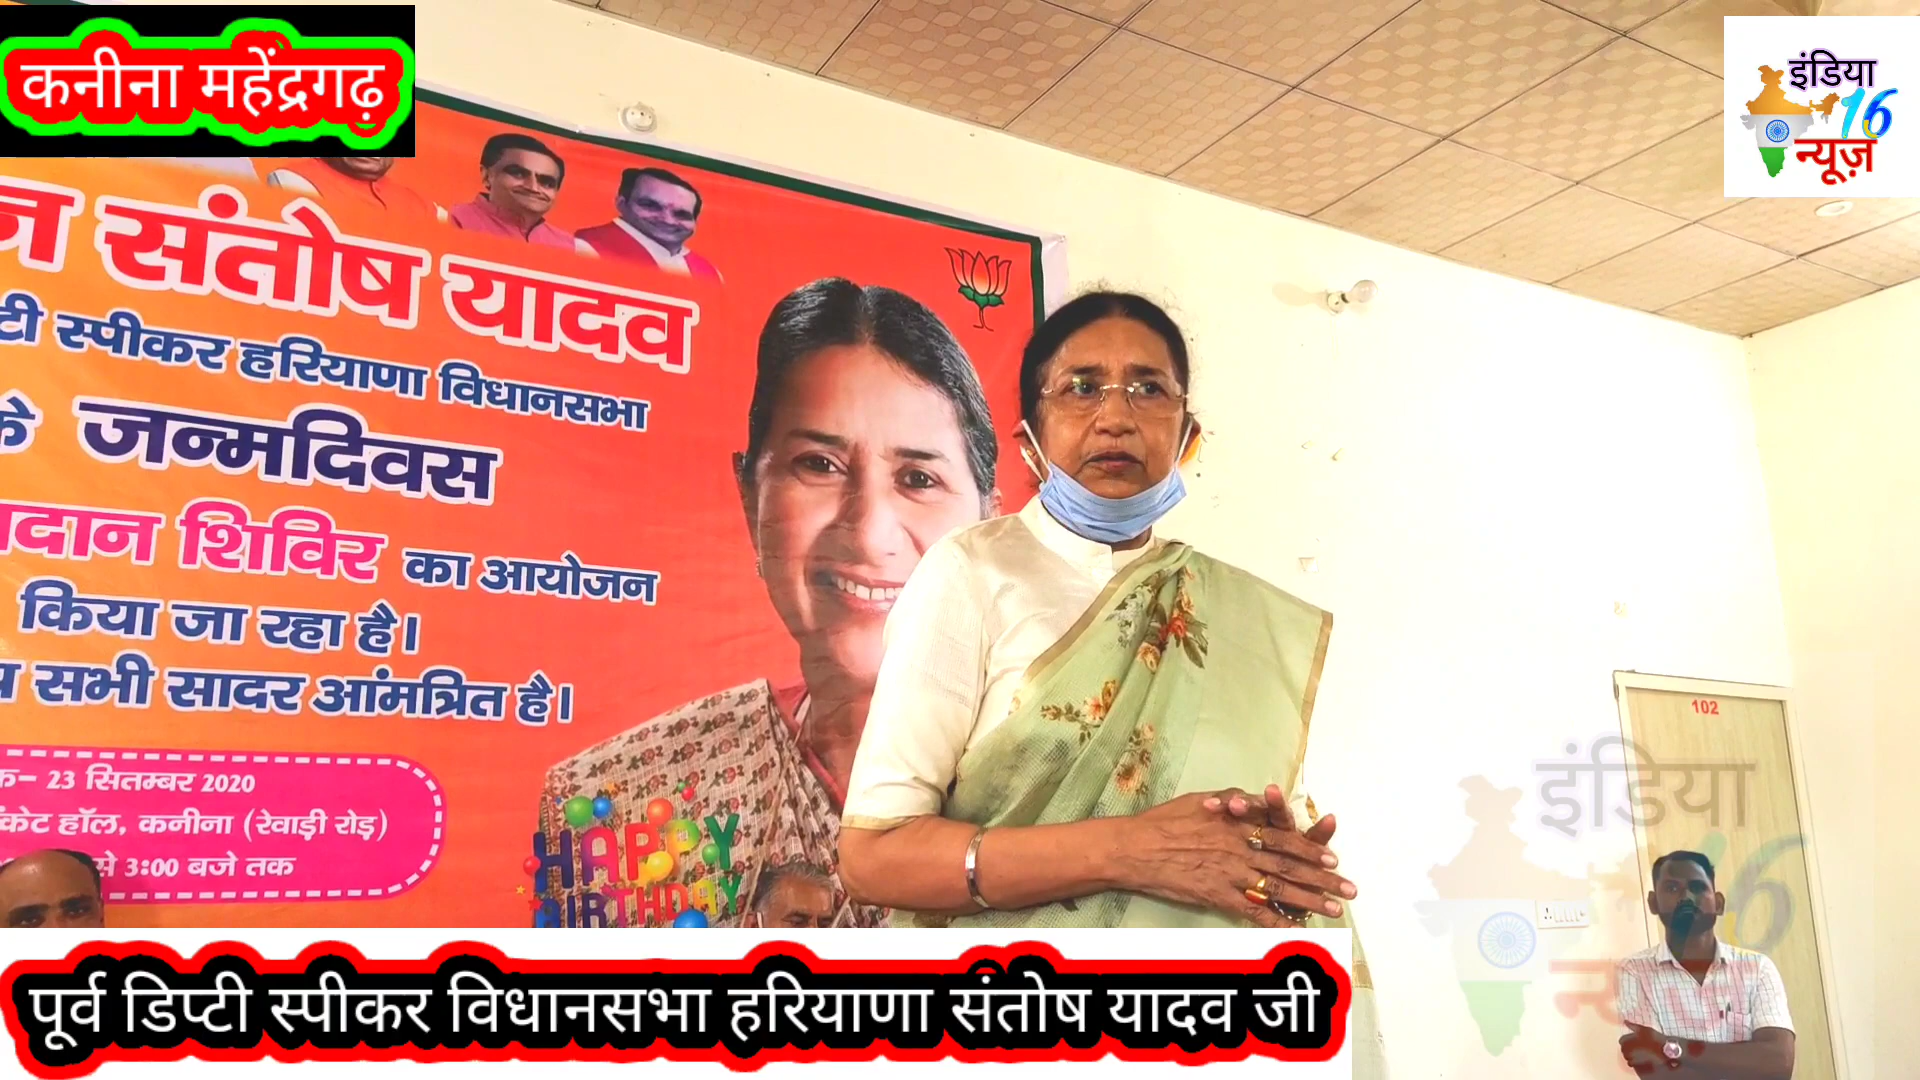 कनीना महेंद्रगढ़
इंडिया
16
न्यूज़
संतोष यादव
स्पीकर हरियाणा विधानसभा
के जन्मदिवस
शिविर का आयोजन
किया जा रहा है।
सभी सादर आंमत्रित है।
23 सितम्बर 2020
हॉल, कनीना (रेवाड़ी रोड़)
से 3:00 बजे तक
HAPPY
BIRTHDAY
102
इंडिया
16
पूर्व डिप्टी स्पीकर विधानसभा हरियाणा संतोष यादव जी